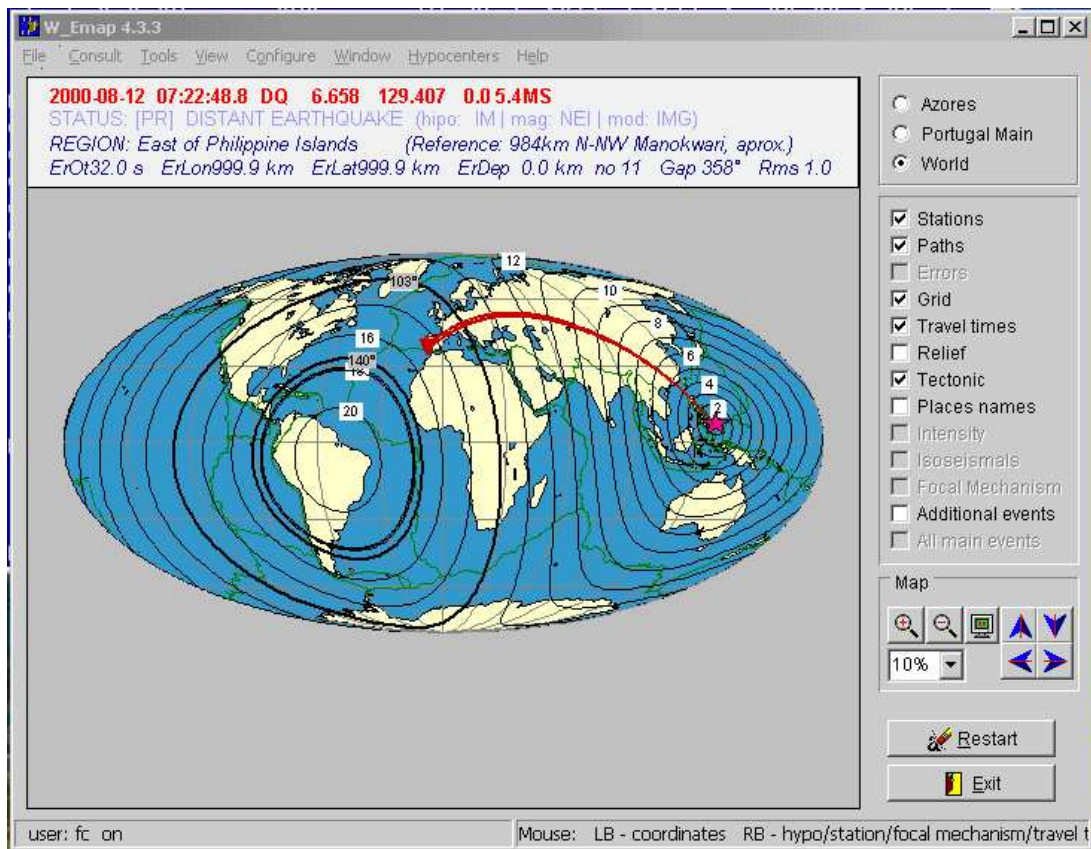 W_Emap 4.3.3
File Consult Tools View Configure Window Hypocenters Help
2000-08-12 07:22:48.8 DQ 6.658 129.407 0.0 5.4MS
STATUS: [PR] DISTANT EARTHQUAKE (hipo: IM | mag: NEI | mod: IMG)
REGION: East of Philippine Islands (Reference: 984km N-NW Manokwari, aprox.)
ErOt32.0 s ErLon999.9 km ErLat999.9 km ErDep 0.0 km no 11 Gap 358° Rms 1.0
Azores
Portugal Main
World
12
103°
10
8
16
6
140°
4
20
2
Stations
Paths
Errors
Grid
Travel times
Relief
Tectonic
Places names
Intensity
Isoseismals
Focal Mechanism
Additional events
All main events
Map
10%
Restart
Exit
user: fc on
Mouse: LB - coordinates RB - hypo/station/focal mechanism/travel t